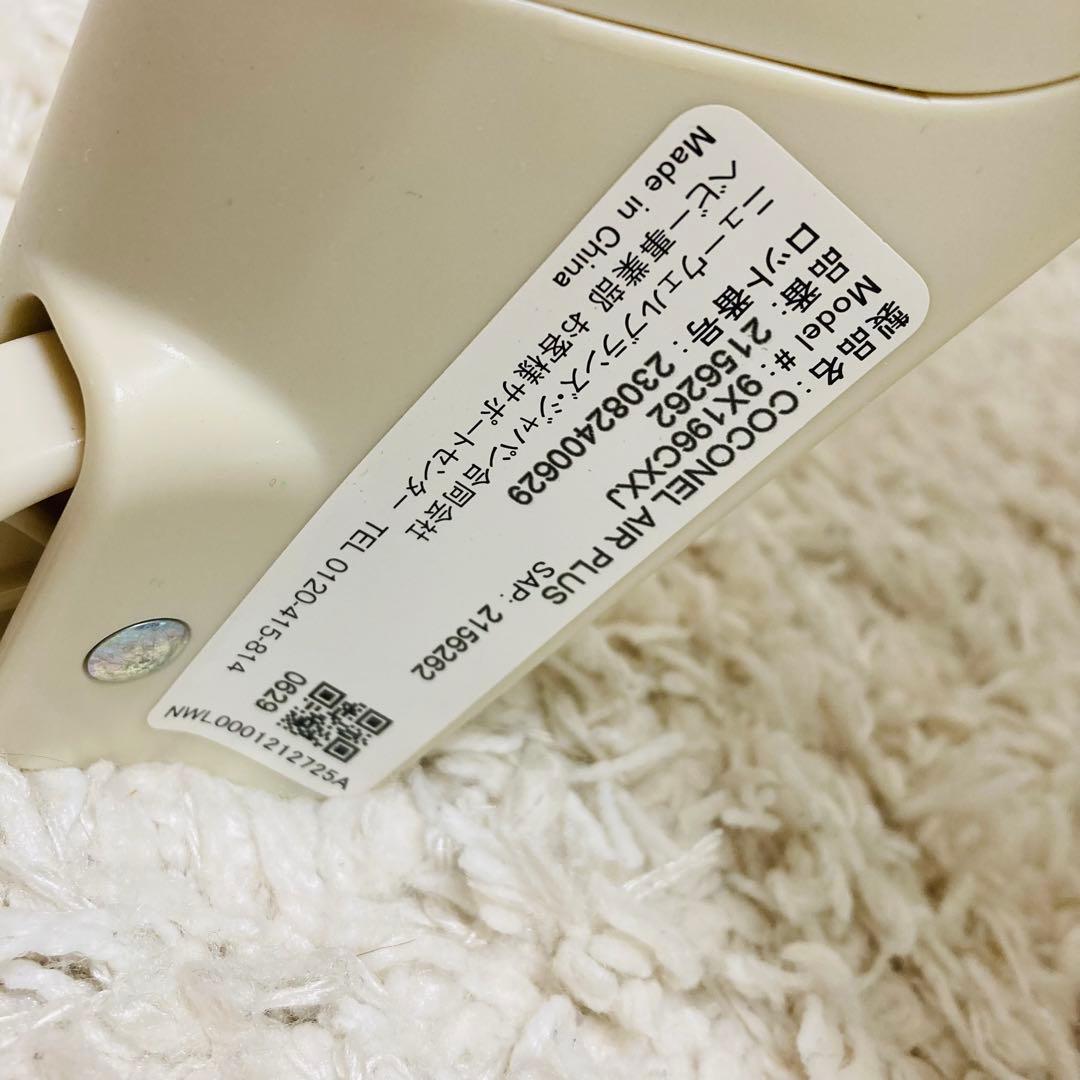 製品名:COCONEL AIR PLUS
Model #:9X196CXXJ
品番:2156262 SAP:2156262
ロット番号:23082400629
ニューウェルブランズ・ジャパン合同会社
ベビー事業部 お客様サポートセンター TEL 0120-415-814
Made in China
0629
NWL0001212725A